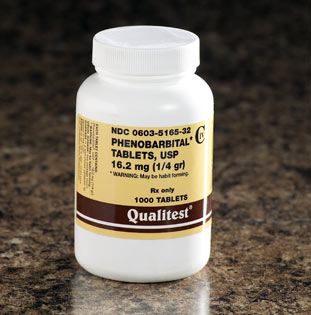 NDC 0603-5165-32
PHENOBARBITAL* CIV
TABLETS, USP
16.2 mg (1/4 gr)
* WARNING: May be habit forming.
Rx only
1000 TABLETS
Qualitest®